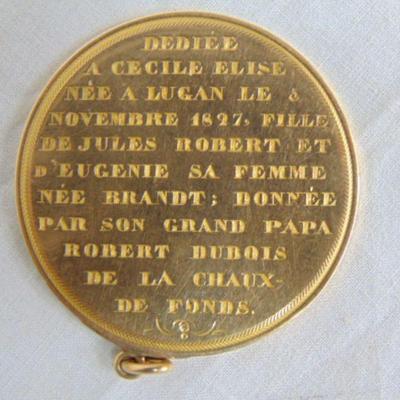 DEDIÉE
A CECILE ELISE
NÉE A LUGAN LE
NOVEMBRE 1827, FILLE
DE JULES ROBERT ET
D'EUGENIE SA FEMME
NÉE BRANDT; DONNÉE
PAR SON GRAND PAPA
ROBERT DUBOIS
DE LA CHAUX-
DE FONDS.